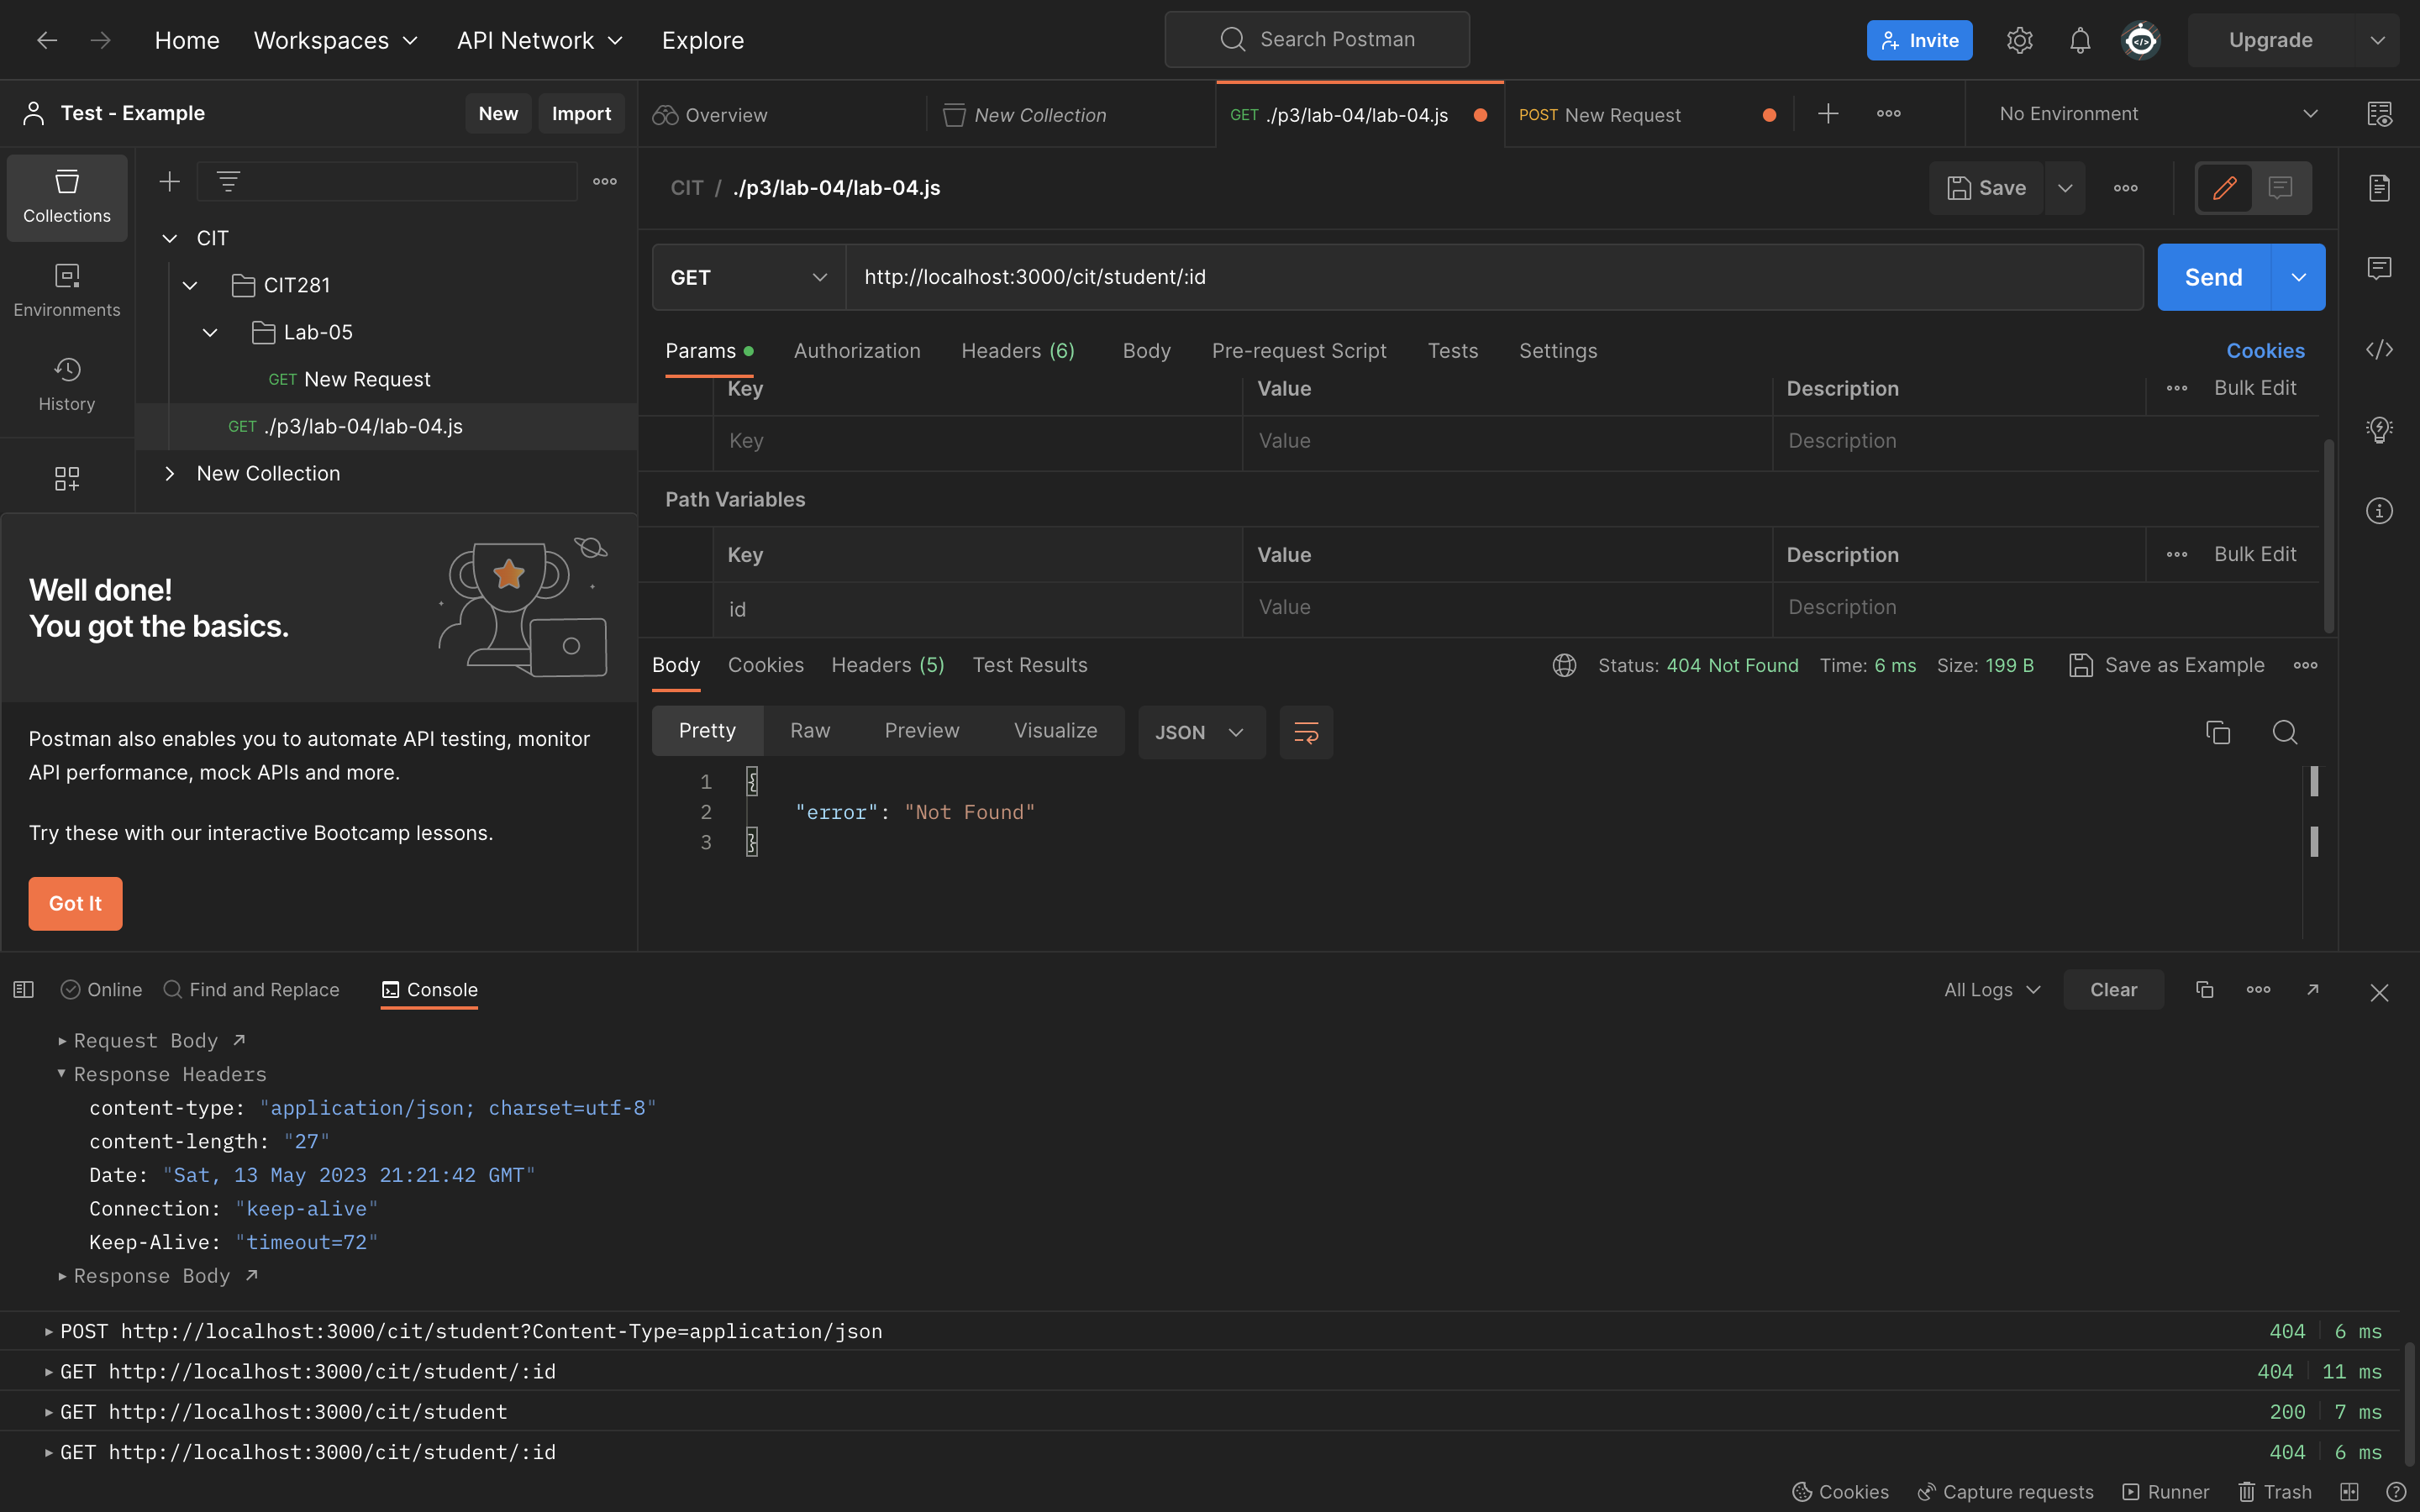 Home Workspaces API Network Explore Search Postman Invite Upgrade
Test - Example New Import Overview New Collection GET ./p3/lab-04/lab-04.js POST New Request No Environment
Collections
Environments
History
CIT
CIT281
Lab-05
GET New Request
GET ./p3/lab-04/lab-04.js
New Collection
Well done!
You got the basics.
Postman also enables you to automate API testing, monitor
API performance, mock APIs and more.
Try these with our interactive Bootcamp lessons.
Got It
CIT / ./p3/lab-04/lab-04.js Save
GET http://localhost:3000/cit/student/:id Send
Params Authorization Headers (6) Body Pre-request Script Tests Settings Cookies
Key Value Description Bulk Edit
Key Value Description
Path Variables
Key Value Description Bulk Edit
id Value Description
Body Cookies Headers (5) Test Results Status: 404 Not Found Time: 6 ms Size: 199 B Save as Example
Pretty Raw Preview Visualize JSON
1 {
2 "error": "Not Found"
3 }
Online Find and Replace Console All Logs Clear
Request Body
Response Headers
content-type: "application/json; charset=utf-8"
content-length: "27"
Date: "Sat, 13 May 2023 21:21:42 GMT"
Connection: "keep-alive"
Keep-Alive: "timeout=72"
Response Body
POST http://localhost:3000/cit/student?Content-Type=application/json 404 6 ms
GET http://localhost:3000/cit/student/:id 404 11 ms
GET http://localhost:3000/cit/student 200 7 ms
GET http://localhost:3000/cit/student/:id 404 6 ms
Cookies Capture requests Runner Trash